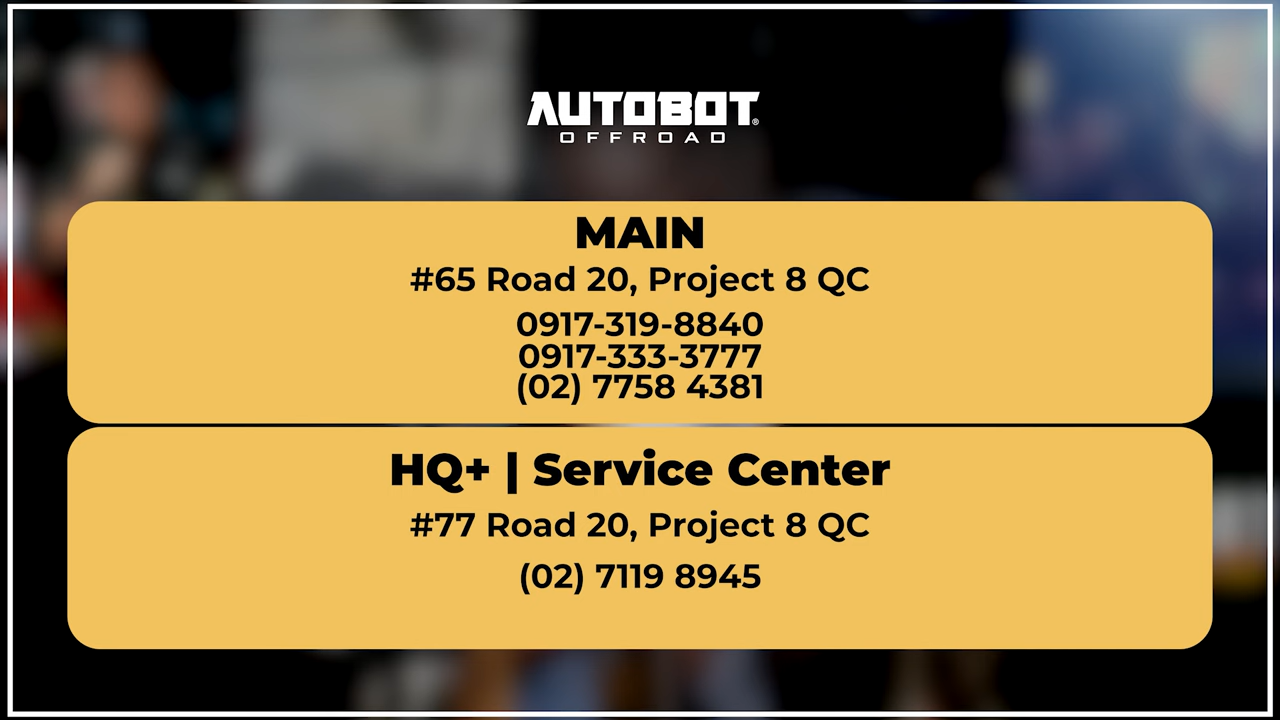 AUTOBOT®
OFFROAD
MAIN
#65 Road 20, Project 8 QC
0917-319-8840
0917-333-3777
(02) 7758 4381
HQ+ | Service Center
#77 Road 20, Project 8 QC
(02) 7119 8945